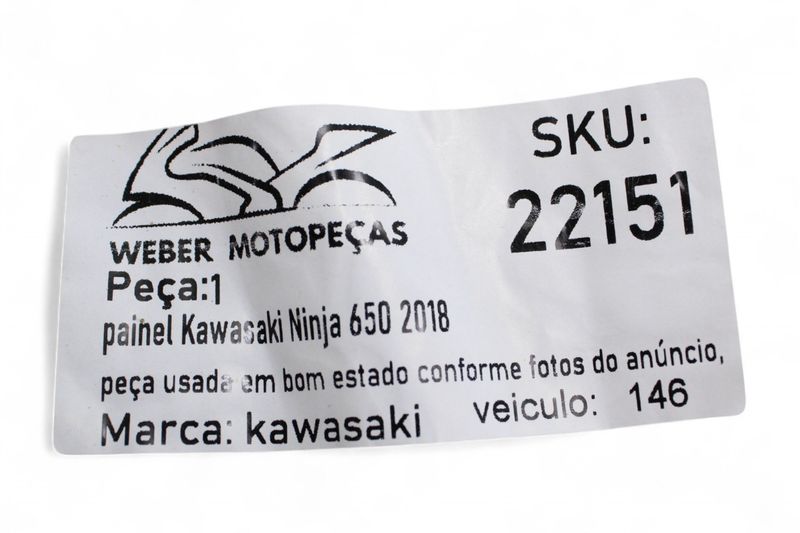 WEBER MOTOPEÇAS
SKU:
22151
Peça:1
painel Kawasaki Ninja 650 2018
peça usada em bom estado conforme fotos do anúncio,
Marca: kawasaki
veiculo: 146